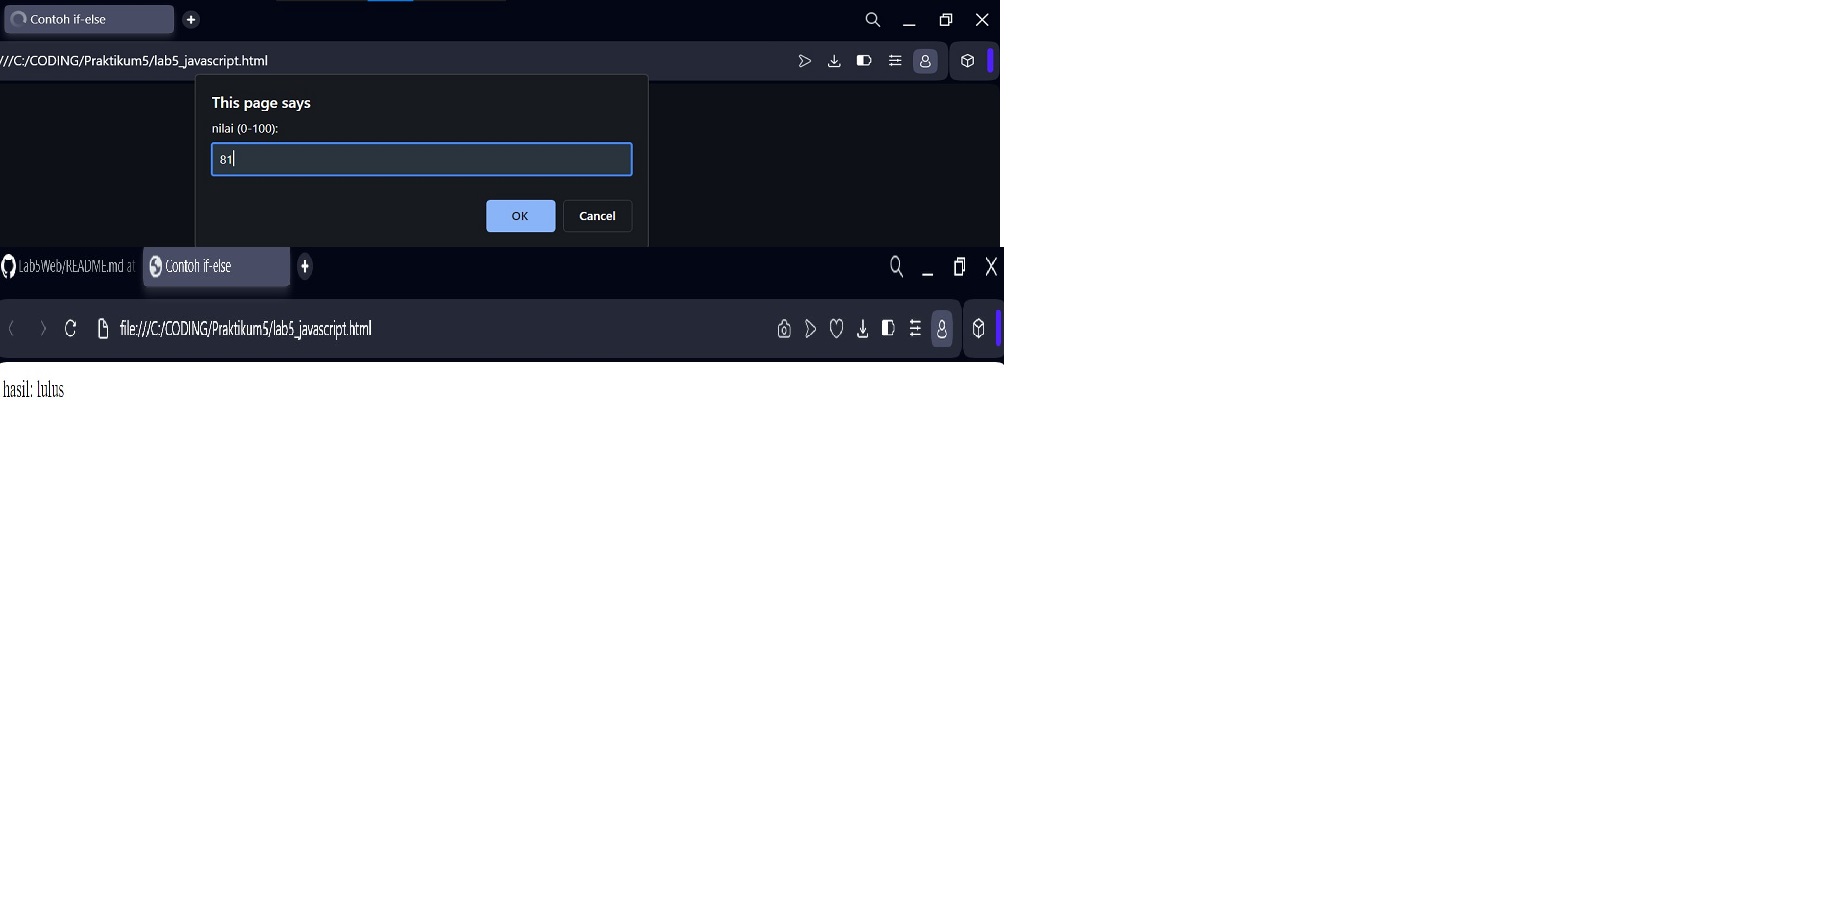 Contoh if-else
///C:/CODING/Praktikum5/lab5_javascript.html
This page says
nilai (0-100):
81
OK Cancel
Lab5Web/README.md at Contoh if-else
file:///C:/CODING/Praktikum5/lab5_javascript.html
hasil: lulus